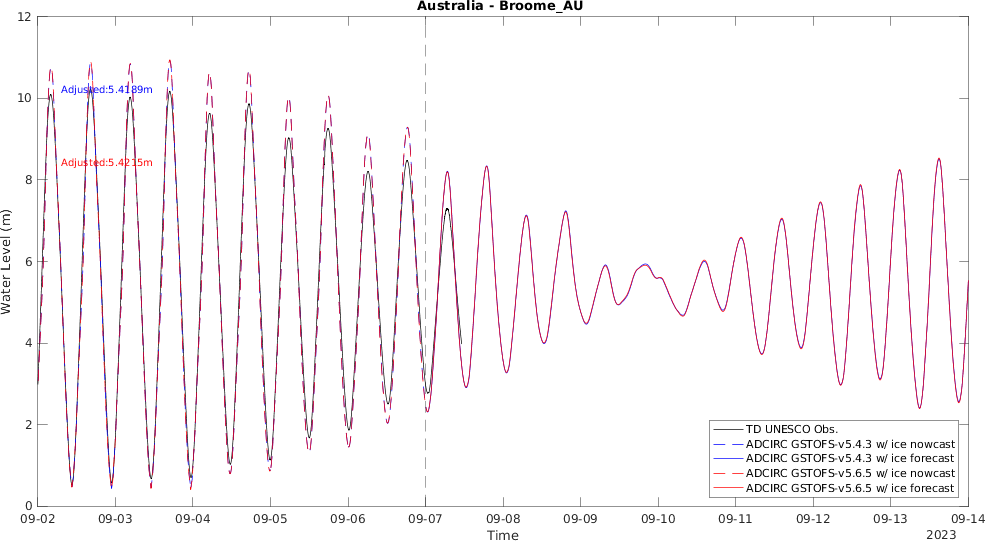 Australia - Broome_AU
12
10
8
6
4
2
0
Water Level (m)
Adjusted:5.4189m
Adjusted:5.4215m
TD UNESCO Obs.
ADCIRC GSTOFS-v5.4.3 w/ ice nowcast
ADCIRC GSTOFS-v5.4.3 w/ ice forecast
ADCIRC GSTOFS-v5.6.5 w/ ice nowcast
ADCIRC GSTOFS-v5.6.5 w/ ice forecast
09-02 09-03 09-04 09-05 09-06 09-07 09-08 09-09 09-10 09-11 09-12 09-13 09-14
Time
2023